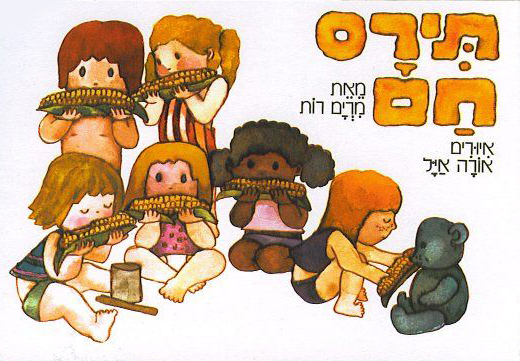 תִּירָס
חַם
מֵאֵת
מִרְיָם רוֹת
אִיּוּרִים
אוֹרָה אַיָּל